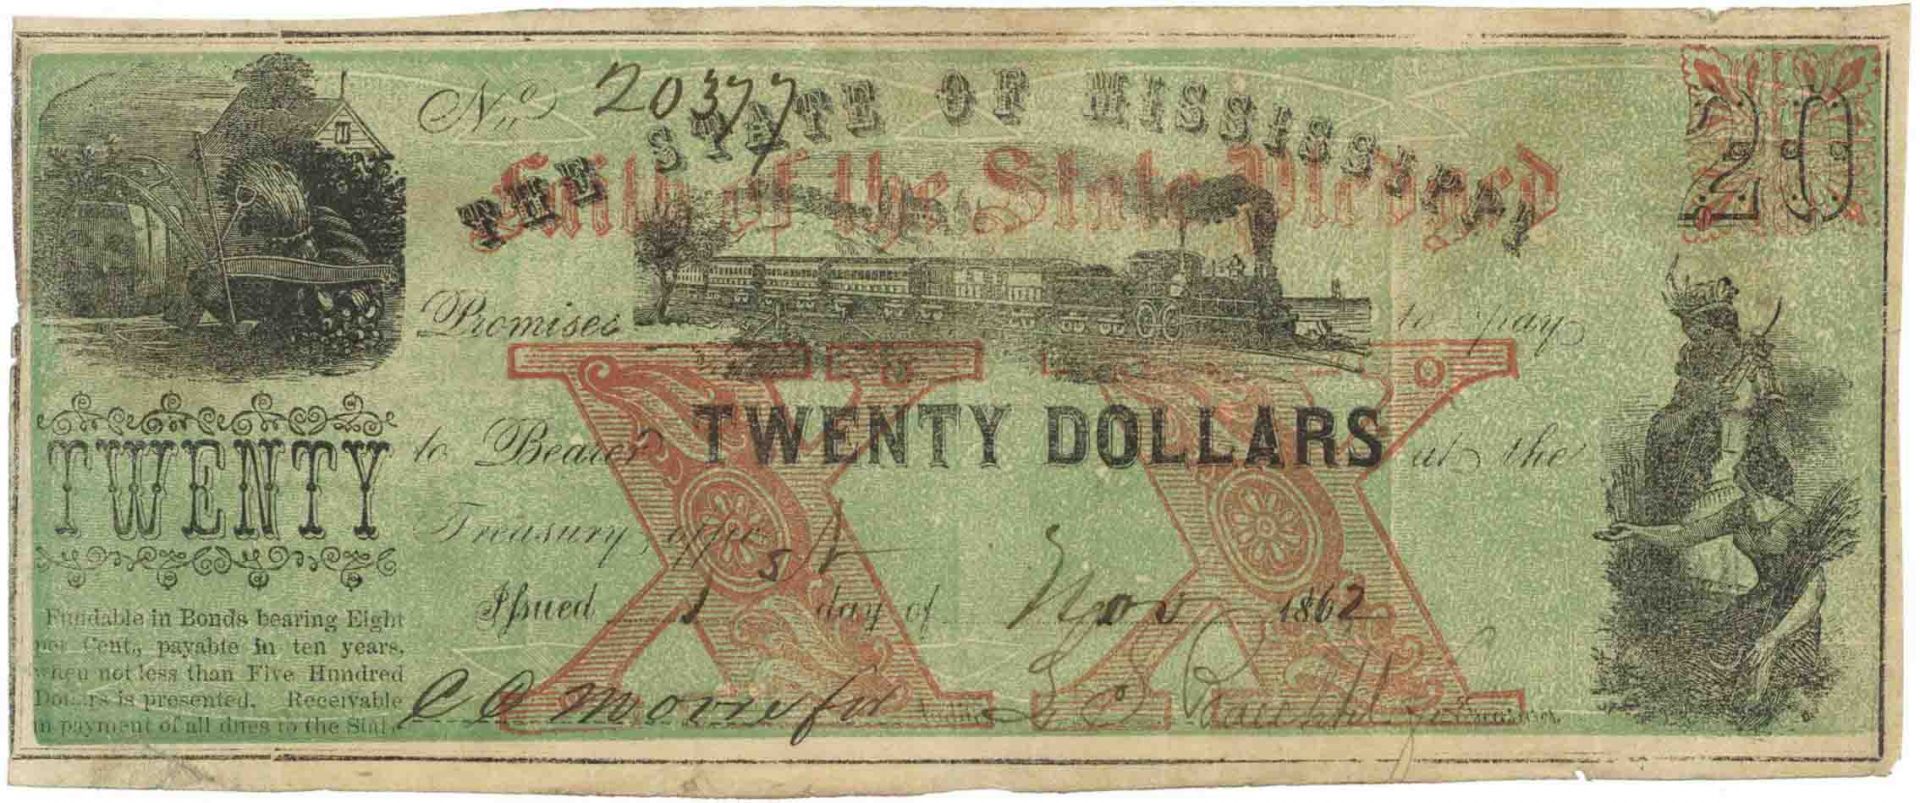 No. 20377
THE STATE OF MISSISSIPPI
Faith of the State Pledged
20
Promises to pay
TWENTY
to Bearer TWENTY DOLLARS at the
Treasury office
XX
Issued 1st day of Nov 1862
Fundable in Bonds bearing Eight
per Cent., payable in ten years,
when not less than Five Hundred
Dollars is presented. Receivable
in payment of all dues to the State.
for